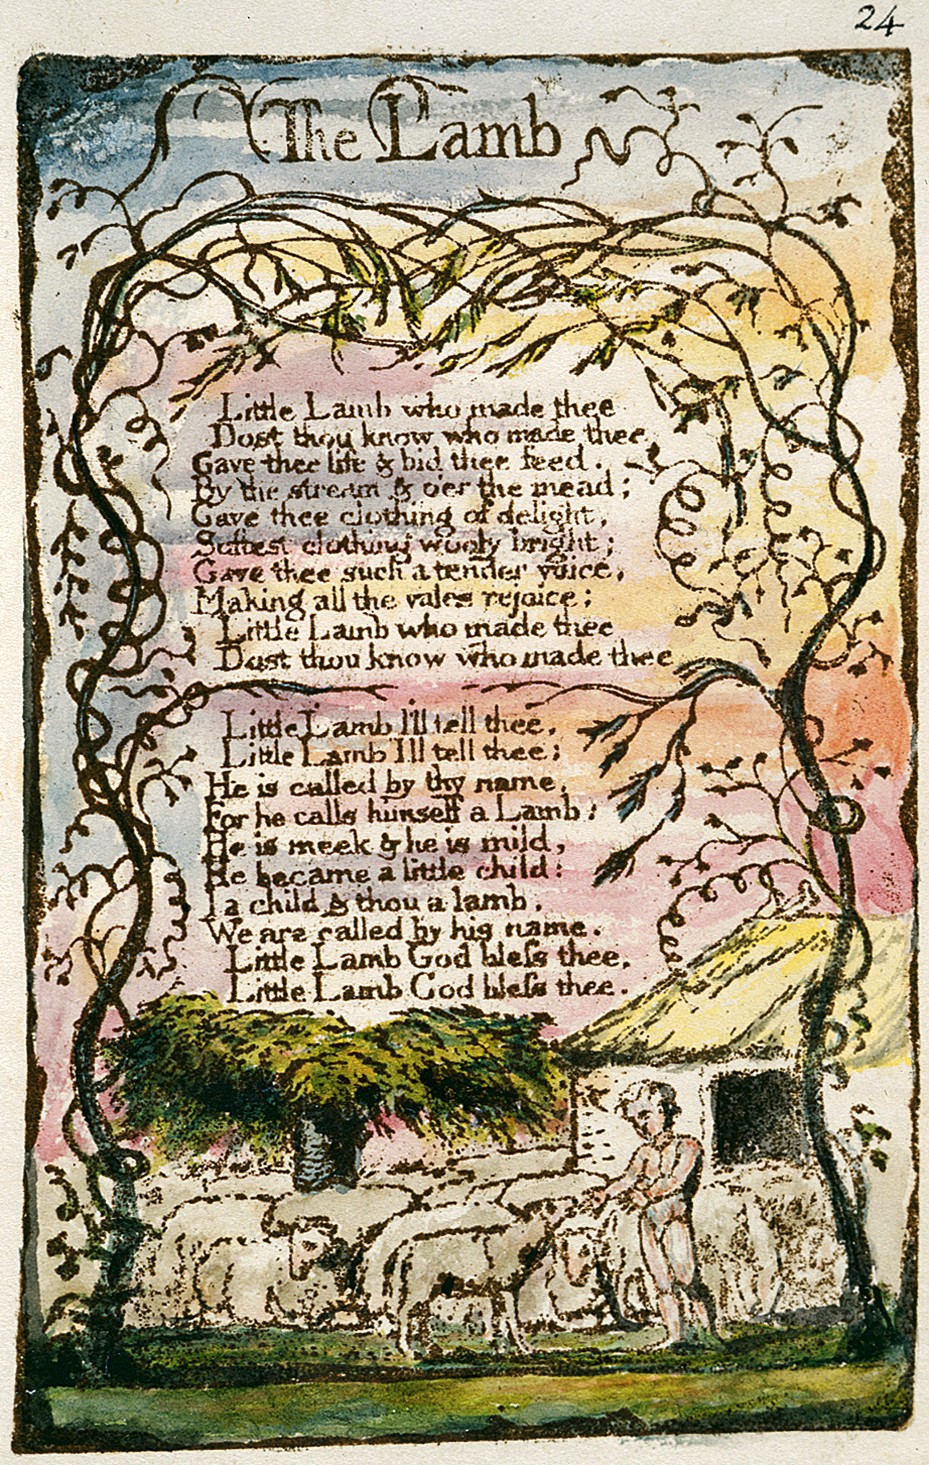 24
The Lamb
Little Lamb who made thee
Dost thou know who made thee,
Gave thee life & bid thee feed.
By the stream & o'er the mead;
Gave thee clothing of delight,
Softest clothing wooly bright;
Gave thee such a tender voice,
Making all the vales rejoice:
Little Lamb who made thee
Dost thou know who made thee
Little Lamb I'll tell thee,
Little Lamb I'll tell thee;
He is called by thy name,
For he calls himself a Lamb:
He is meek & he is mild,
He became a little child:
I a child & thou a lamb,
We are called by his name.
Little Lamb God bleſs thee,
Little Lamb God bleſs thee.